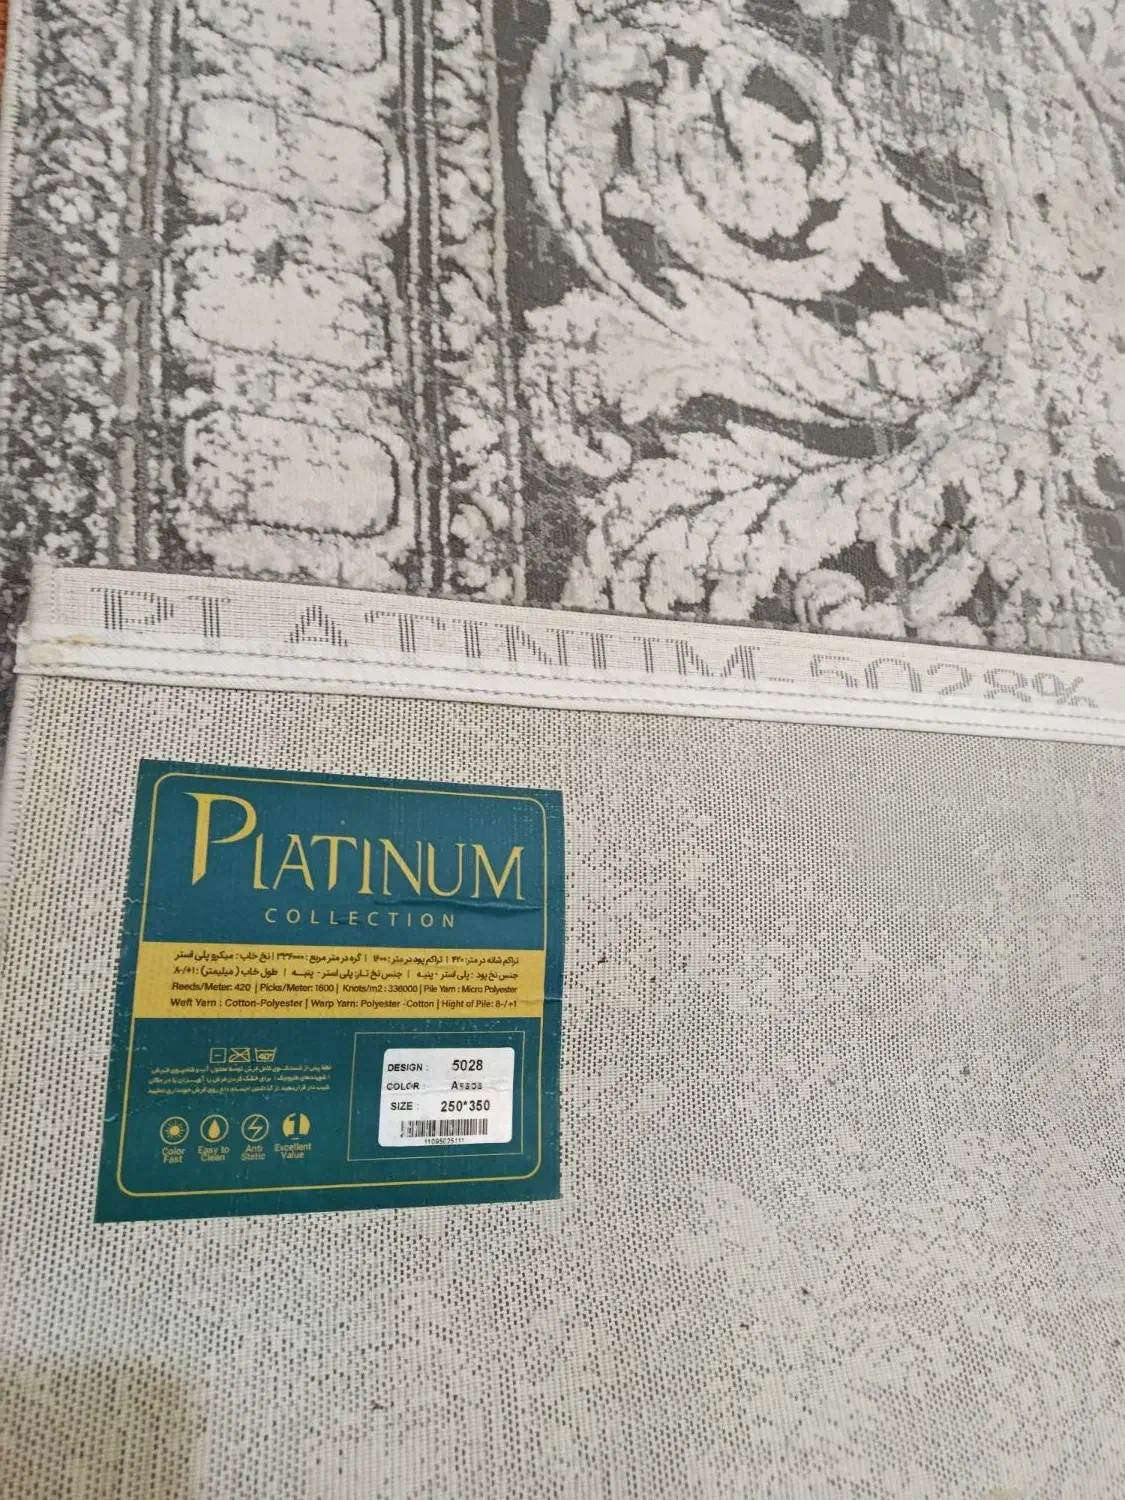 PLATINUM-5028%
PLATINUM
COLLECTION
تراکم شانه در متر: ۴۲۰ | تراکم پود در متر: ۱۶۰۰ | گره در متر مربع: ۳۳۶۰۰۰ | نخ خاب: میکرو پلی استر
جنس نخ پود: پلی استر - پنبه | جنس نخ تار: پلی استر - پنبه | طول خاب (میلیمتر): 8-/+1
Reeds/Meter: 420 | Picks/Meter: 1600 | Knots/m2 : 336000 | Pile Yarn : Micro Polyester
Weft Yarn : Cotton-Polyester | Warp Yarn: Polyester -Cotton | Hight of Pile: 8-/+1
40°
Color Fast
Easy to Clean
Anti Static
1
Excellent Value
DESIGN : 5028
COLOR :
SIZE : 250*350